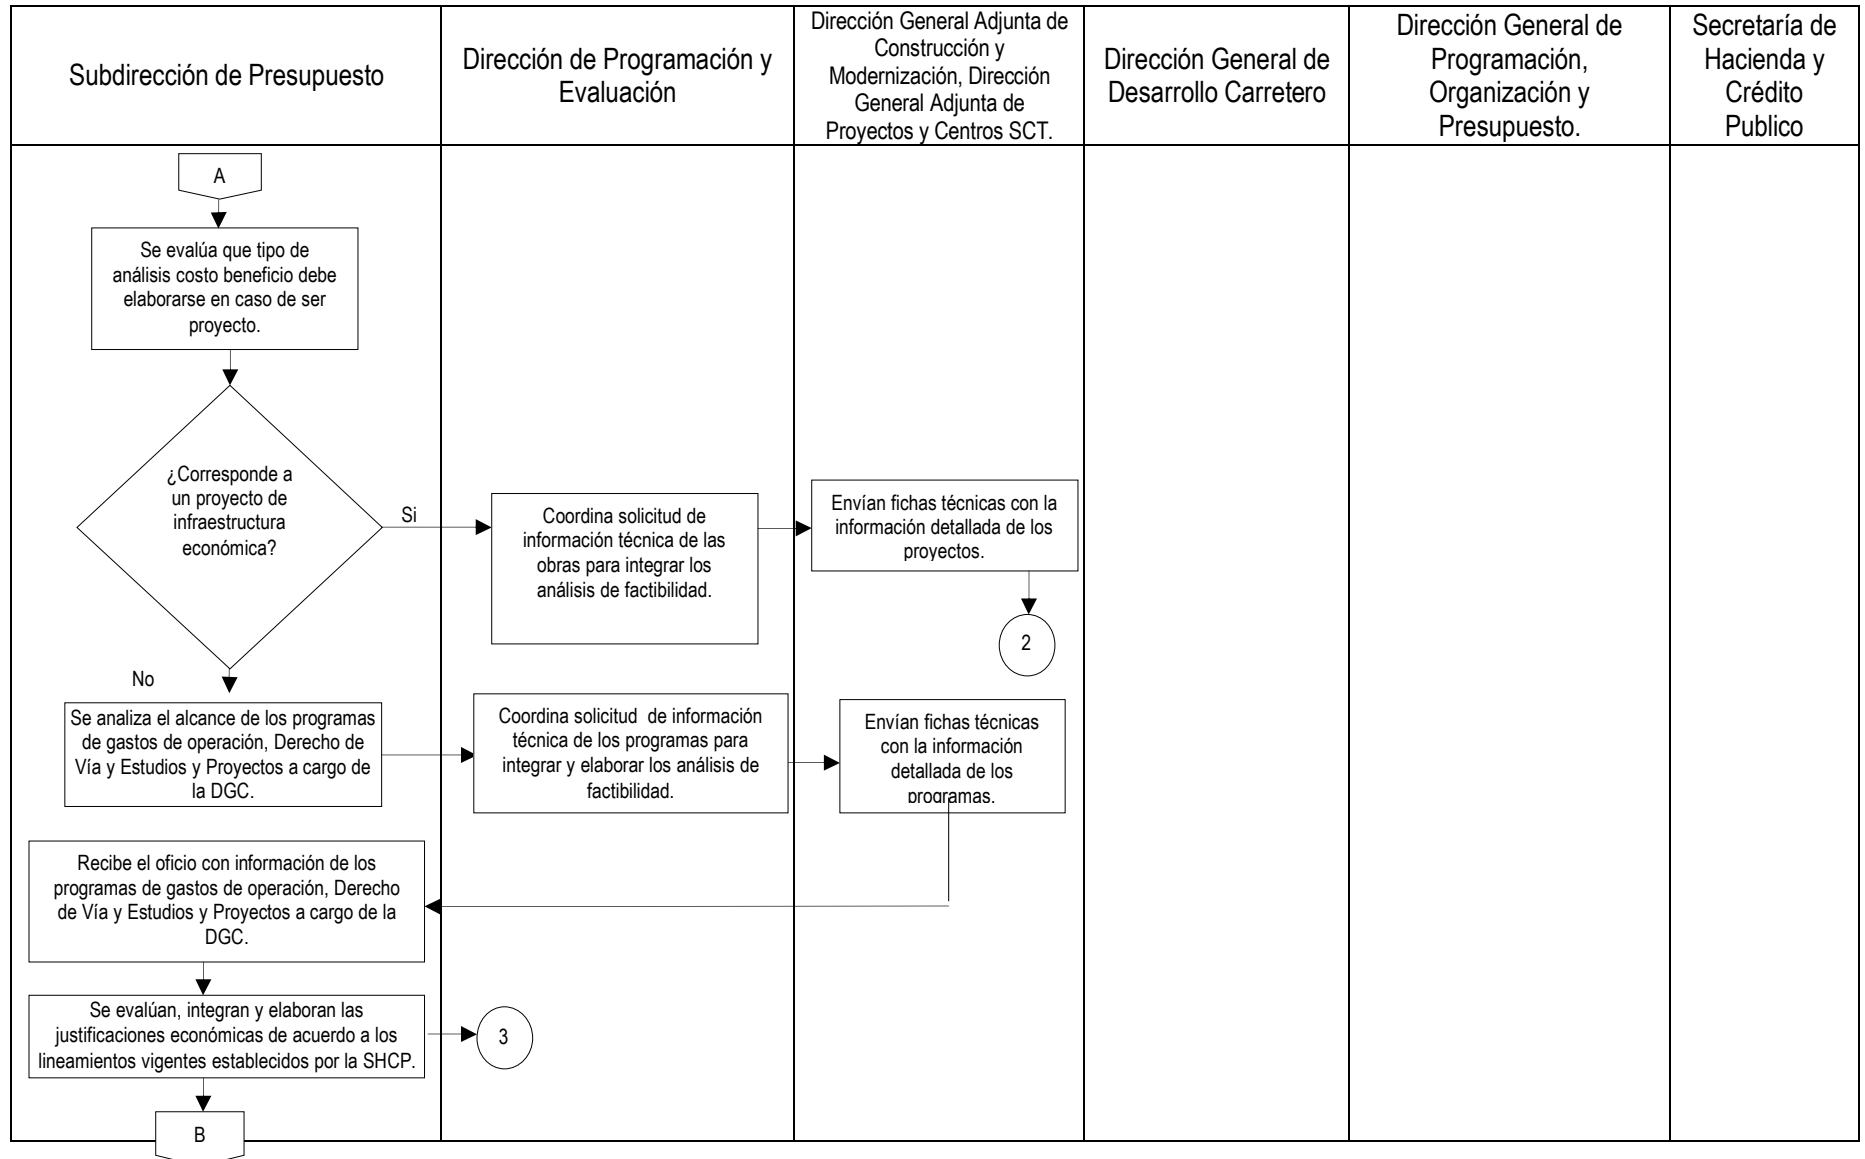 Subdirección de Presupuesto
Dirección de Programación y
Evaluación
Dirección General Adjunta de
Construcción y
Modernización, Dirección
General Adjunta de
Proyectos y Centros SCT.
Dirección General de
Desarrollo Carretero
Dirección General de
Programación,
Organización y
Presupuesto.
Secretaría de
Hacienda y
Crédito
Publico
A
Se evalúa que tipo de
análisis costo beneficio debe
elaborarse en caso de ser
proyecto.
¿Corresponde a
un proyecto de
infraestructura
económica?
Si
Coordina solicitud de
información técnica de las
obras para integrar los
análisis de factibilidad.
Envían fichas técnicas con la
información detallada de los
proyectos.
2
No
Se analiza el alcance de los programas
de gastos de operación, Derecho de
Vía y Estudios y Proyectos a cargo de
la DGC.
Coordina solicitud  de información
técnica de los programas para
integrar y elaborar los análisis de
factibilidad.
Envían fichas técnicas
con la información
detallada de los
programas.
Recibe el oficio con información de los
programas de gastos de operación, Derecho
de Vía y Estudios y Proyectos a cargo de la
DGC.
Se evalúan, integran y elaboran las
justificaciones económicas de acuerdo a los
lineamientos vigentes establecidos por la SHCP.
3
B